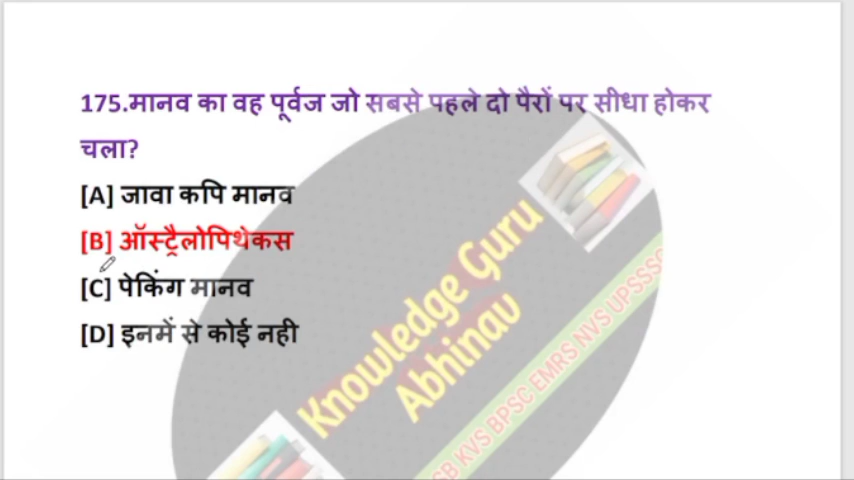 175.मानव का वह पूर्वज जो सबसे पहले दो पैरों पर सीधा होकर
चला?
[A] जावा कपि मानव
[B] ऑस्ट्रैलोपिथेकस
[C] पेकिंग मानव
[D] इनमें से कोई नही
Knowledge Guru
Abhinav
SB KVS BPSC EMRS NVS UPSSSC